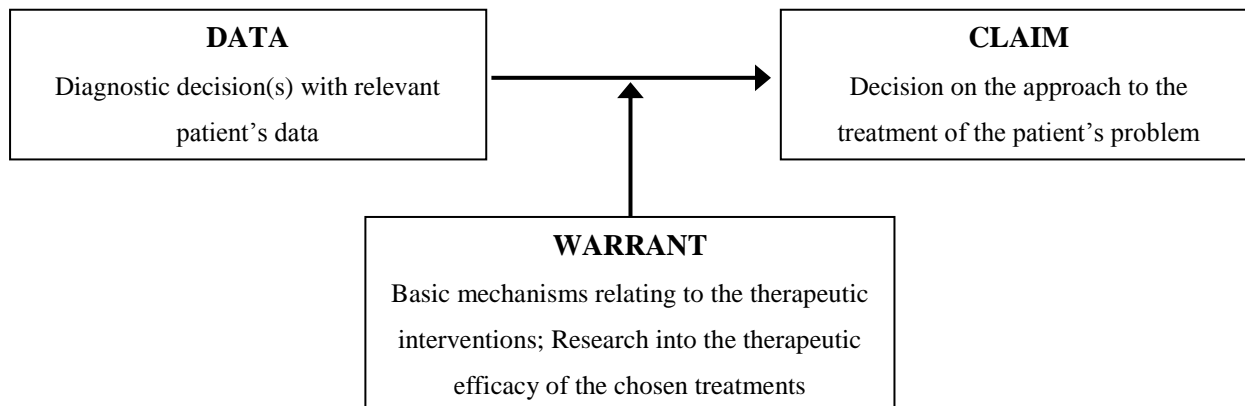 DATA
Diagnostic decision(s) with relevant
patient’s data
CLAIM
Decision on the approach to the
treatment of the patient’s problem
WARRANT
Basic mechanisms relating to the therapeutic
interventions; Research into the therapeutic
efficacy of the chosen treatments